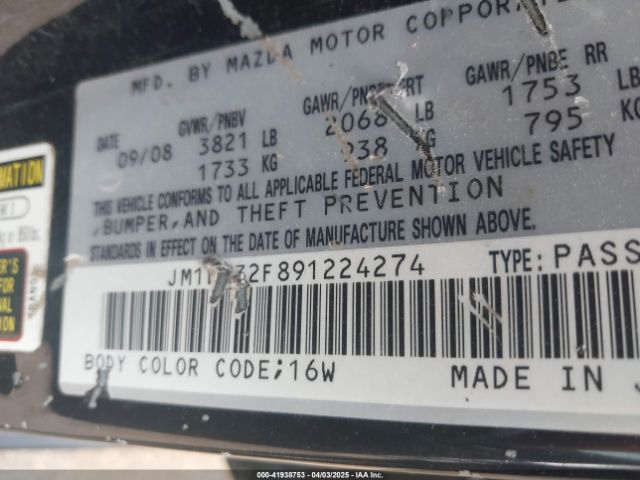 MFD. BY MAZDA MOTOR
DATE GVWR/PNBV GAWR/PNBE FRT GAWR/PNBE RR
09/08 3821 LB 2068 LB 1753 LB
1733 KG 938 KG 795 KG
THIS VEHICLE CONFORMS TO ALL APPLICABLE FEDERAL MOTOR VEHICLE SAFETY
,BUMPER,AND THEFT PREVENTION
STANDARDS IN EFFECT ON THE DATE OF MANUFACTURE SHOWN ABOVE.
32F891224274 TYPE:PASS
BODY COLOR CODE;16W MADE IN
000-41938753 - 04/03/2025 - IAA Inc.